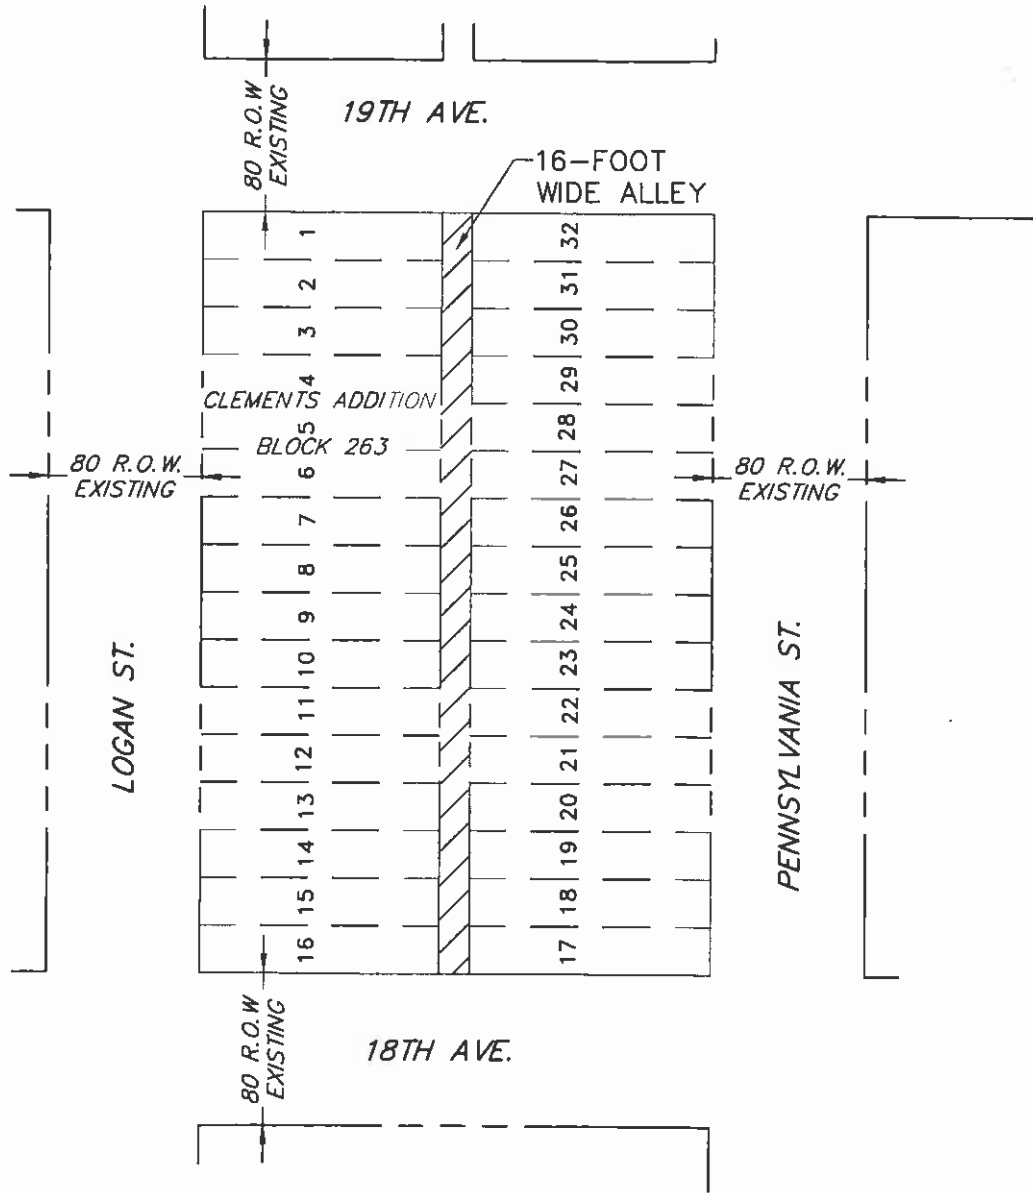 80 R.O.W
EXISTING
19TH AVE.
16-FOOT
WIDE ALLEY
1
32
2
31
3
30
4
29
CLEMENTS ADDITION
5
28
BLOCK 263
6
27
80 R.O.W.
EXISTING
80 R.O.W.
EXISTING
7
26
8
25
9
24
10
23
11
22
12
21
13
20
14
19
15
18
16
17
LOGAN ST.
PENNSYLVANIA ST.
80 R.O.W
EXISTING
18TH AVE.